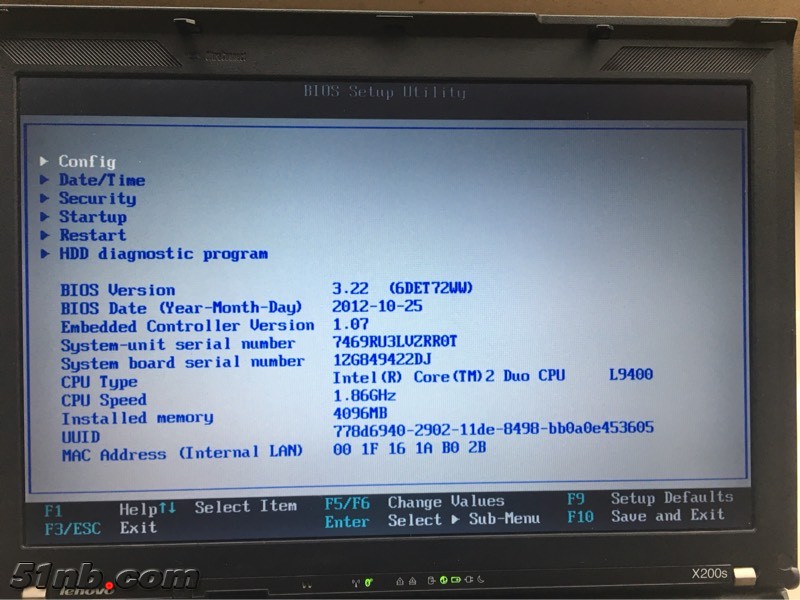 BIOS Setup Utility
Config
Date/Time
Security
Startup
Restart
HDD diagnostic program
BIOS Version 3.22 (6DET72WW)
BIOS Date (Year-Month-Day) 2012-10-25
Embedded Controller Version 1.07
System-unit serial number 7469RU3LVZRR0T
System board serial number 1ZGB49422DJ
CPU Type Intel(R) Core(TM)2 Duo CPU L9400
CPU Speed 1.86GHz
Installed memory 4096MB
UUID 778d6940-2902-11de-8498-bb0a0e453605
MAC Address (Internal LAN) 00 1F 16 1A B0 2B
F1 Help↑↓ Select Item F5/F6 Change Values F9 Setup Defaults
F3/ESC Exit Enter Select ▶ Sub-Menu F10 Save and Exit
51nb.com
lenovo
X200s